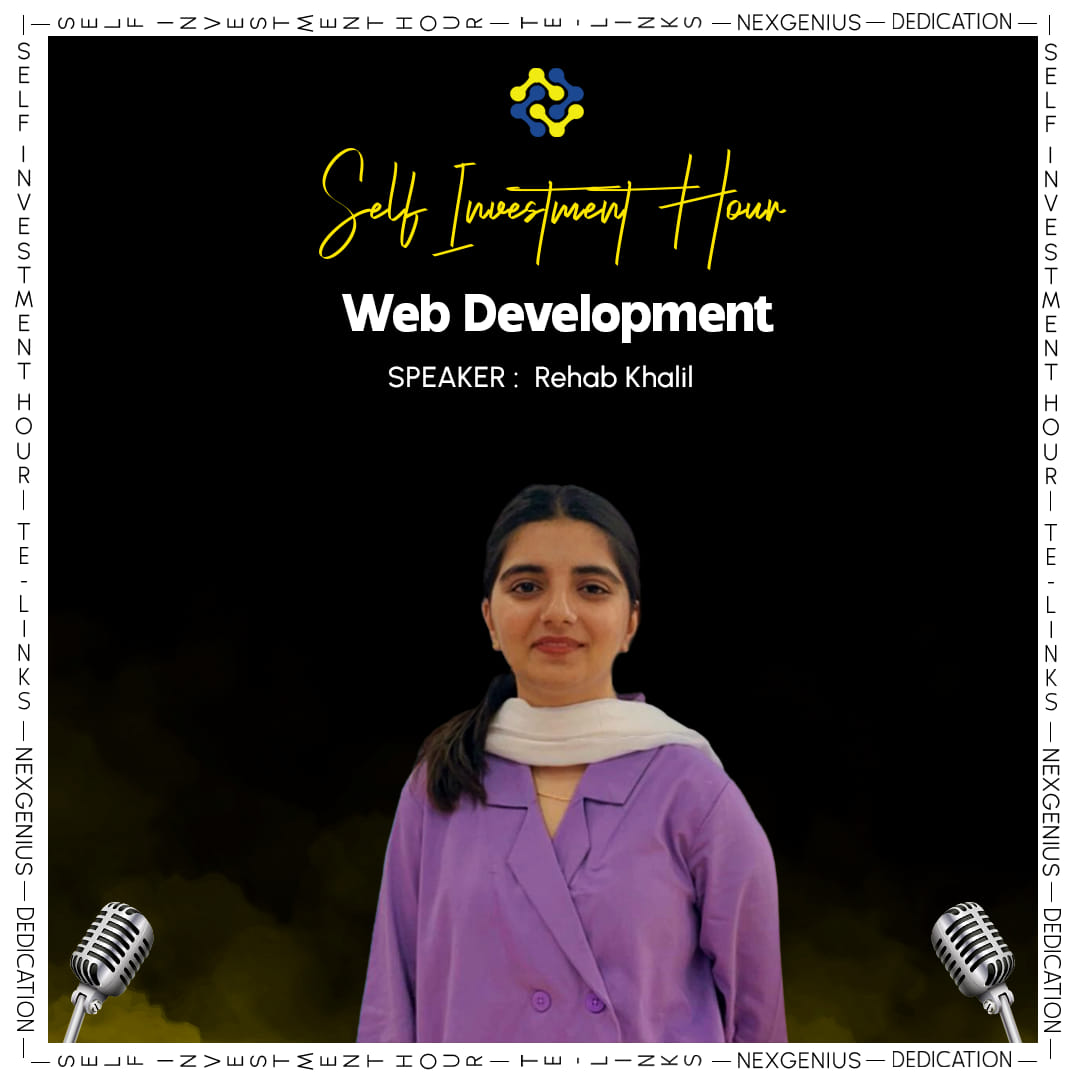 — SELF INVESTMENT HOUR — TE-LINKS — NEXGENIUS — DEDICATION —
— SELF INVESTMENT HOUR — TE-LINKS — NEXGENIUS — DEDICATION —
Self Investment Hour
Web Development
SPEAKER : Rehab Khalil
— SELF INVESTMENT HOUR — TE-LINKS — NEXGENIUS — DEDICATION —
— SELF INVESTMENT HOUR — TE-LINKS — NEXGENIUS — DEDICATION —